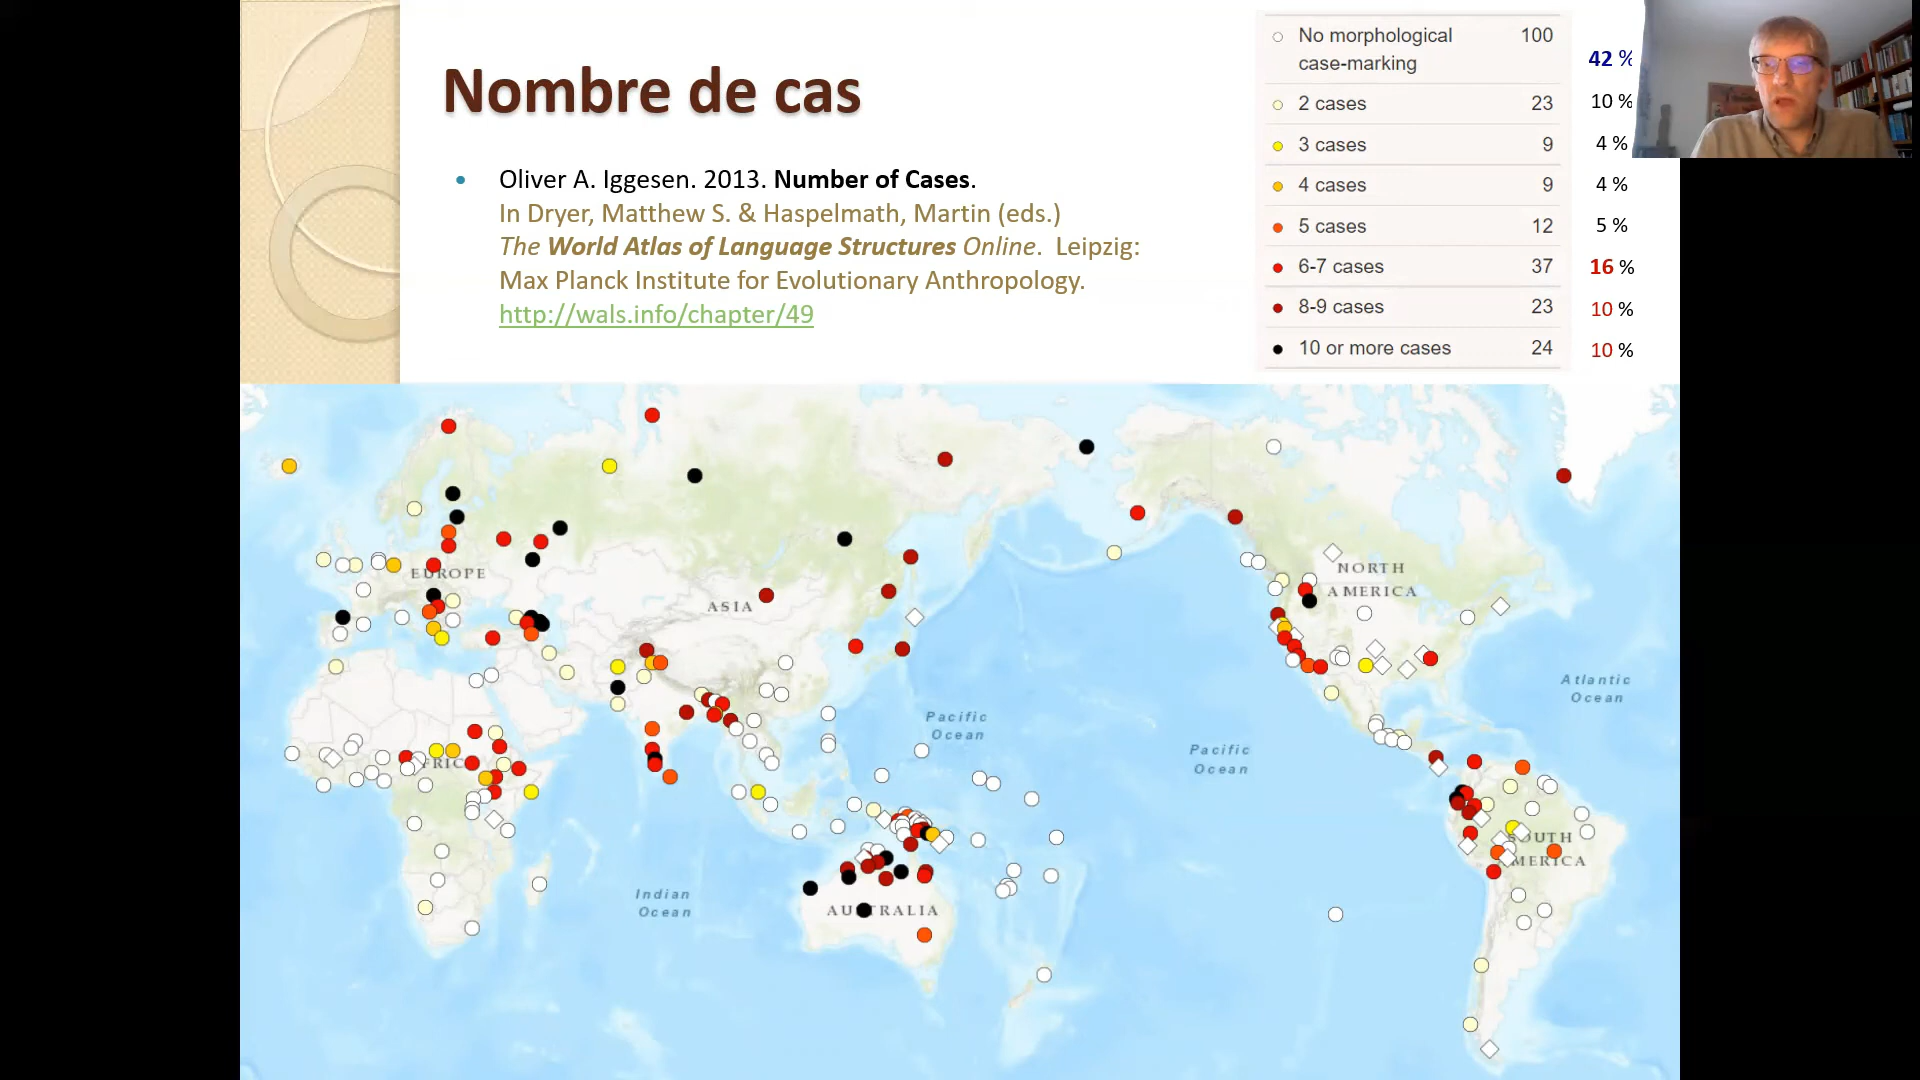 Nombre de cas
• Oliver A. Iggesen. 2013. Number of Cases.
In Dryer, Matthew S. & Haspelmath, Martin (eds.)
The World Atlas of Language Structures Online. Leipzig:
Max Planck Institute for Evolutionary Anthropology.
http://wals.info/chapter/49
No morphological case-marking 100 42 %
2 cases 23 10 %
3 cases 9 4 %
4 cases 9 4 %
5 cases 12 5 %
6-7 cases 37 16 %
8-9 cases 23 10 %
10 or more cases 24 10 %
EUROPE
ASIA
NORTH
AMERICA
Atlantic
Ocean
Pacific
Ocean
Pacific
Ocean
SOUTH
Indian
Ocean